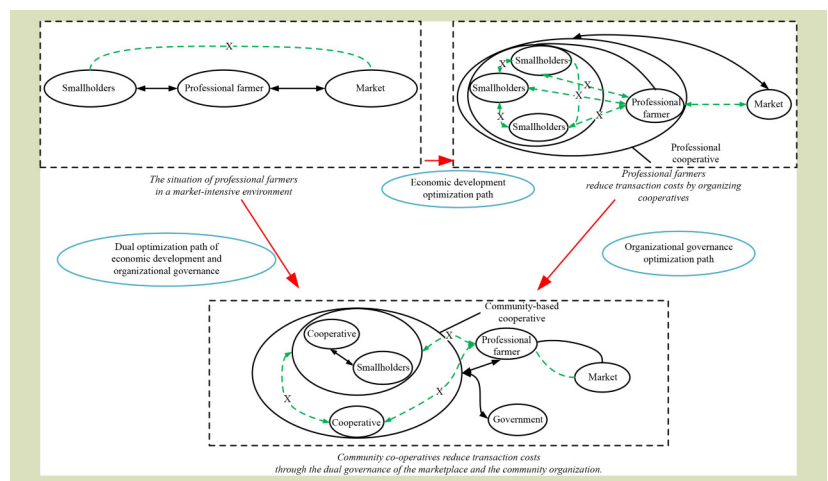 X
Smallholders
Professional farmer
Market
The situation of professional farmers
in a market-intensive environment
X
Smallholders
X
Smallholders
X
X
Smallholders
X
Professional
farmer
Market
Professional
cooperative
Professional farmers
reduce transaction costs by organizing
cooperatives
Economic development
optimization path
Dual optimization path of
economic development and
organizational governance
Organizational governance
optimization path
Community-based
cooperative
Cooperative
Smallholders
X
Professional
farmer
Market
X
X
Cooperative
Government
Community co-operatives reduce transaction costs
through the dual governance of the marketplace and the community organization.